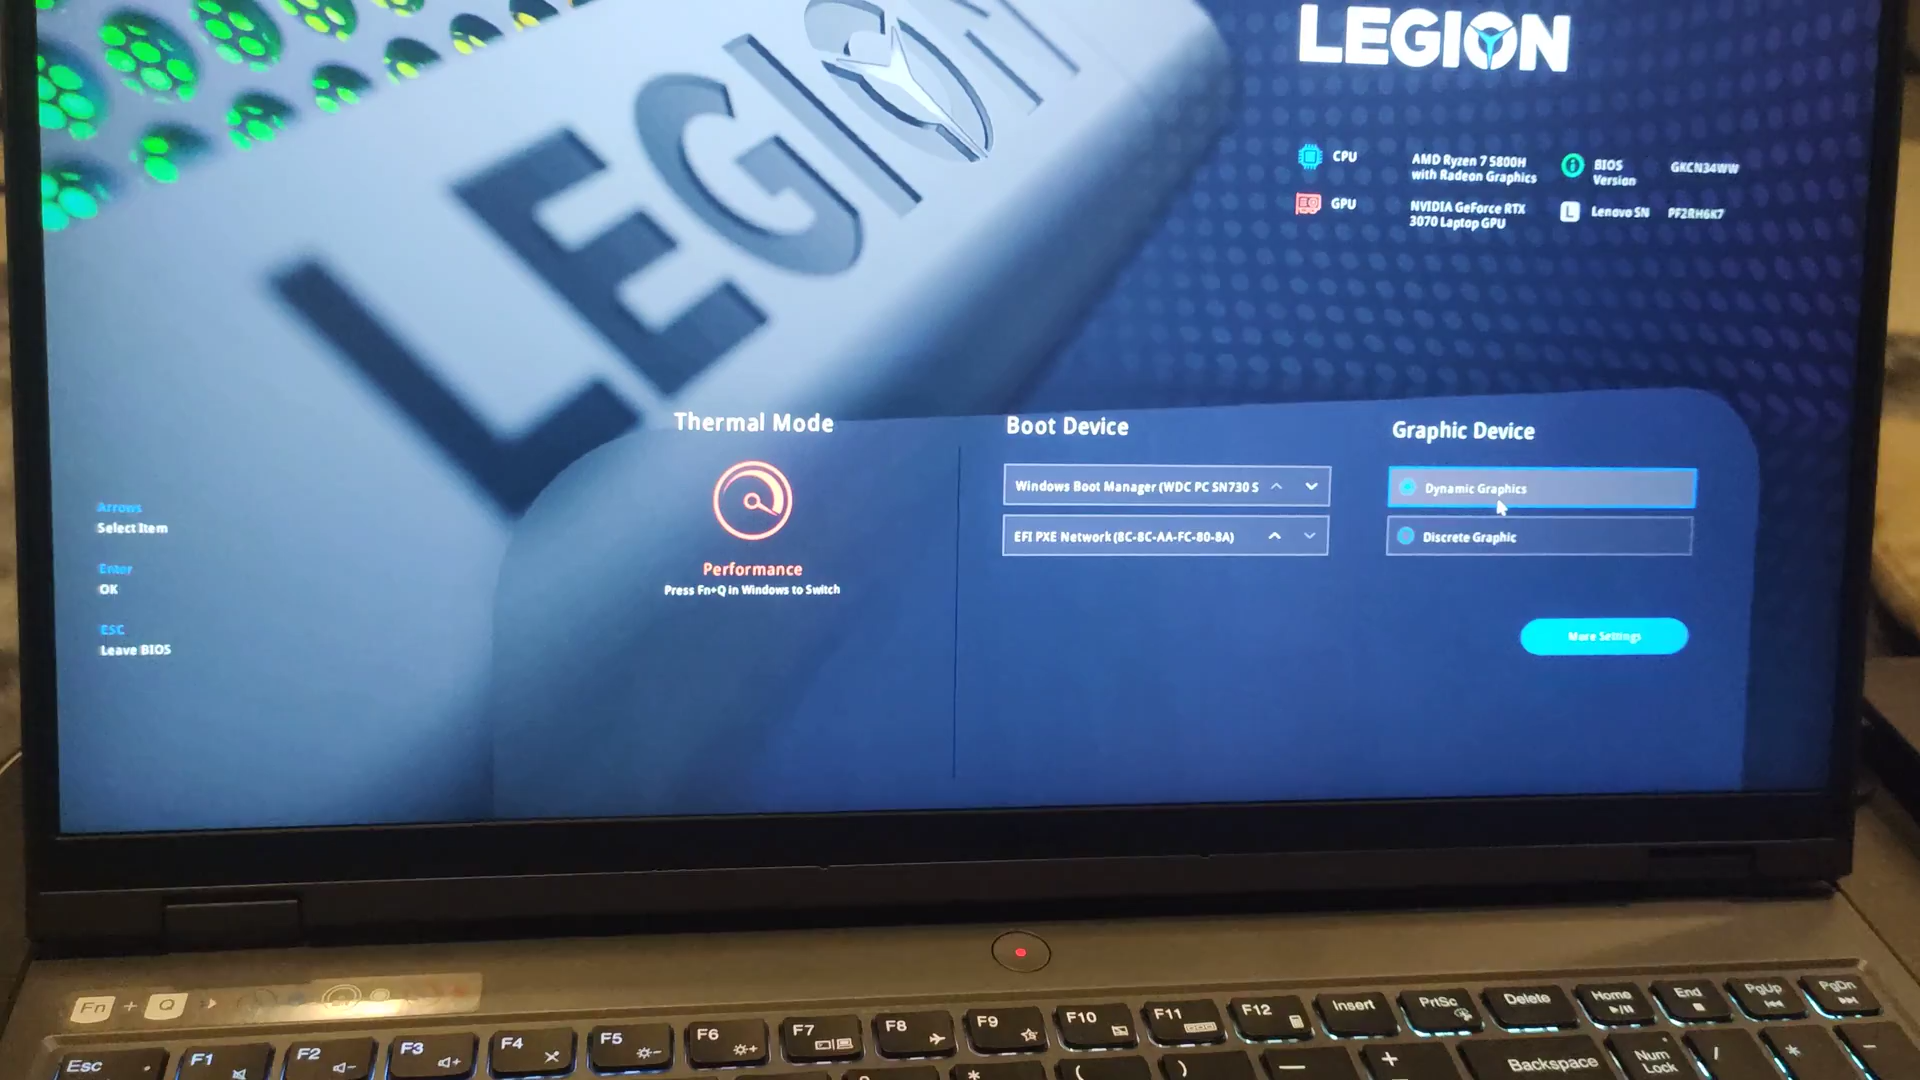 LEGION
LEGION
CPU
AMD Ryzen 7 5800H
with Radeon Graphics
BIOS
Version
GKCN34WW
GPU
NVIDIA GeForce RTX
3070 Laptop GPU
Lenovo SN
PF2RH6K7
Thermal Mode
Boot Device
Graphic Device
Windows Boot Manager (WDC PC SN730 S
Dynamic Graphics
EFI PXE Network (8C-8C-AA-FC-80-8A)
Discrete Graphic
Arrows
Select Item
Enter
OK
ESC
Leave BIOS
Performance
Press Fn+Q in Windows to Switch
More Settings
Fn + Q
Esc
F1
F2
F3
F4
F5
F6
F7
F8
F9
F10
F11
F12
Insert
PrtSc
Delete
Home
End
PgUp
PgDn
* ( ) — +
Backspace
Num
Lock
/
*
-